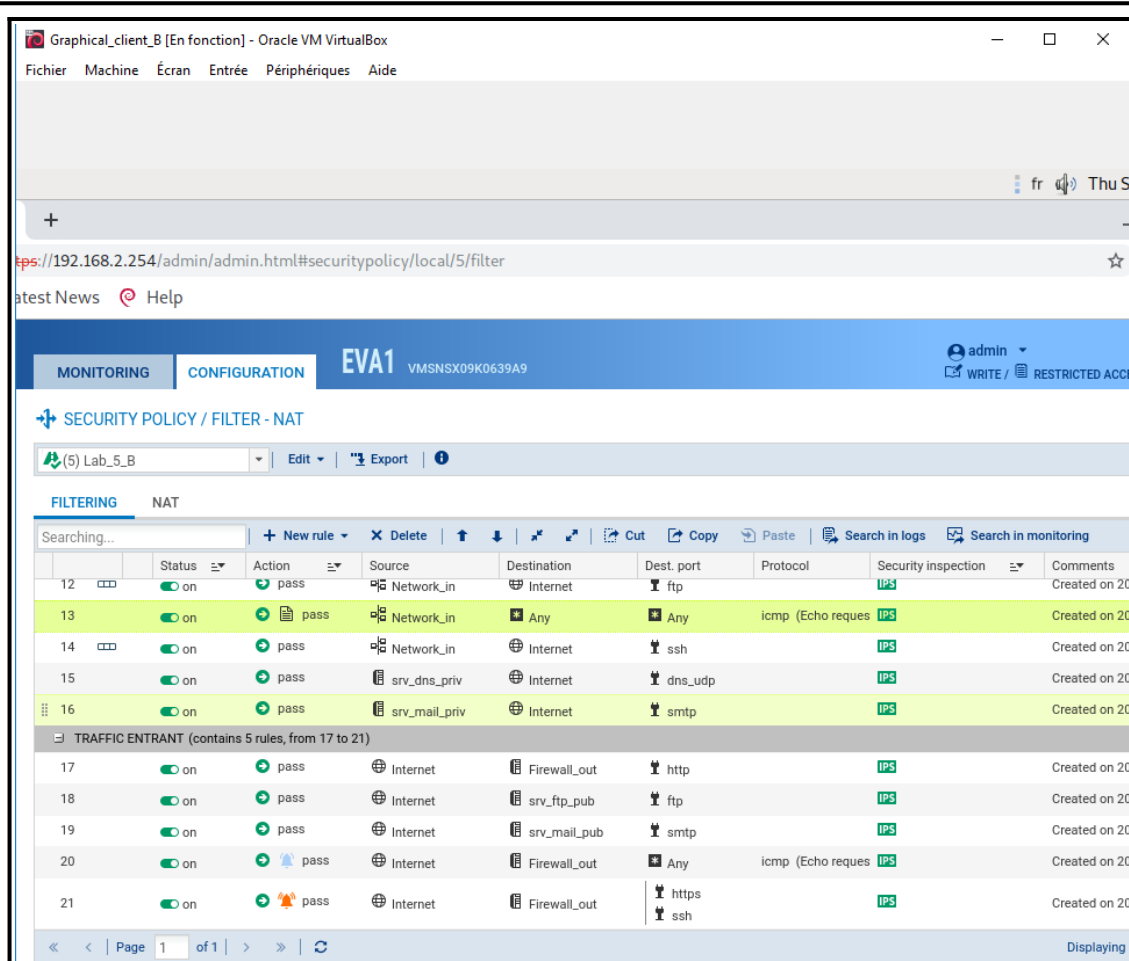 Graphical_client_B [En fonction] - Oracle VM VirtualBox
Fichier Machine Écran Entrée Périphériques Aide
fr Thu S
tps://192.168.2.254/admin/admin.html#securitypolicy/local/5/filter
atest News Help
MONITORING CONFIGURATION EVA1 VMSNSX09K0639A9 admin
WRITE / RESTRICTED ACCE
SECURITY POLICY / FILTER - NAT
(5) Lab_5_B Edit Export
FILTERING NAT
Searching... New rule Delete Cut Copy Paste Search in logs Search in monitoring
Status Action Source Destination Dest. port Protocol Security inspection Comments
12 on pass Network_in Internet ftp IPS Created on 20
13 on pass Network_in Any Any icmp (Echo reques IPS Created on 20
14 on pass Network_in Internet ssh IPS Created on 20
15 on pass srv_dns_priv Internet dns_udp IPS Created on 20
16 on pass srv_mail_priv Internet smtp IPS Created on 20
TRAFFIC ENTRANT (contains 5 rules, from 17 to 21)
17 on pass Internet Firewall_out http IPS Created on 20
18 on pass Internet srv_ftp_pub ftp IPS Created on 20
19 on pass Internet srv_mail_pub smtp IPS Created on 20
20 on pass Internet Firewall_out Any icmp (Echo reques IPS Created on 20
21 on pass Internet Firewall_out https IPS Created on 20
ssh
Page 1 of 1 Displaying